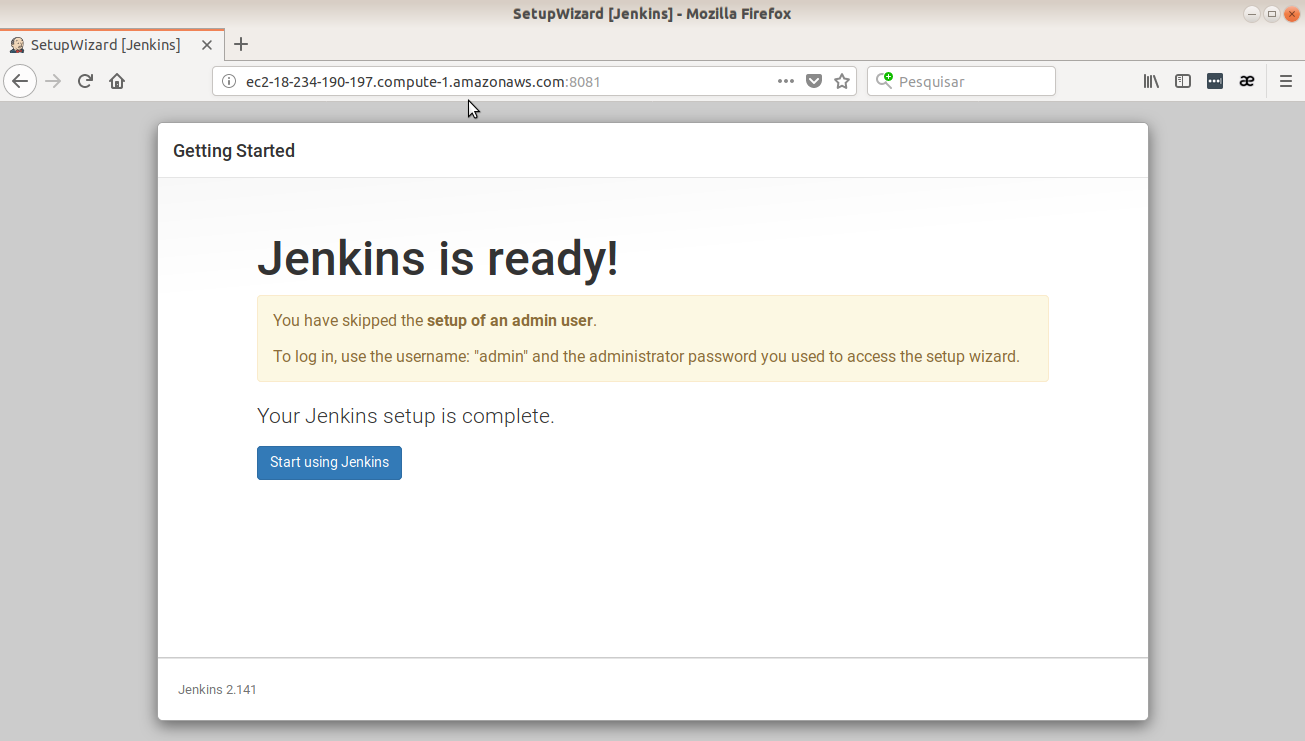 SetupWizard [Jenkins] - Mozilla Firefox
SetupWizard [Jenkins]
ec2-18-234-190-197.compute-1.amazonaws.com:8081
Pesquisar
æ
Getting Started
Jenkins is ready!
You have skipped the setup of an admin user.
To log in, use the username: "admin" and the administrator password you used to access the setup wizard.
Your Jenkins setup is complete.
Start using Jenkins
Jenkins 2.141